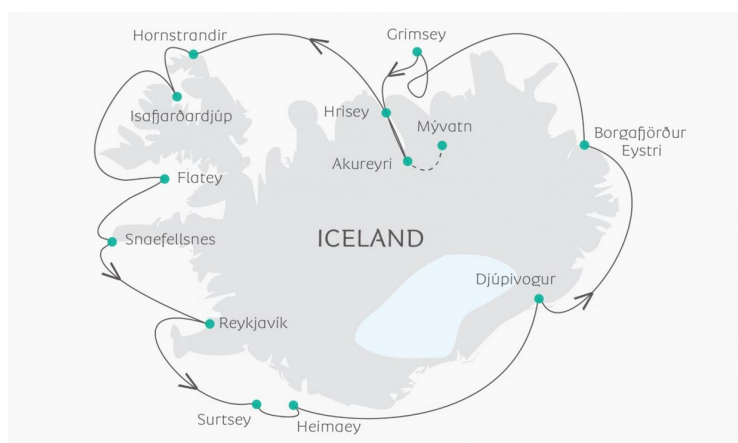 Hornstrandir
Grimsey
Isafjarðardjúp
Hrisey
Mývatn
Borgafjörður
Eystri
Akureyri
Flatey
ICELAND
Snaefellsnes
Djúpivogur
Reykjavík
Surtsey
Heimaey